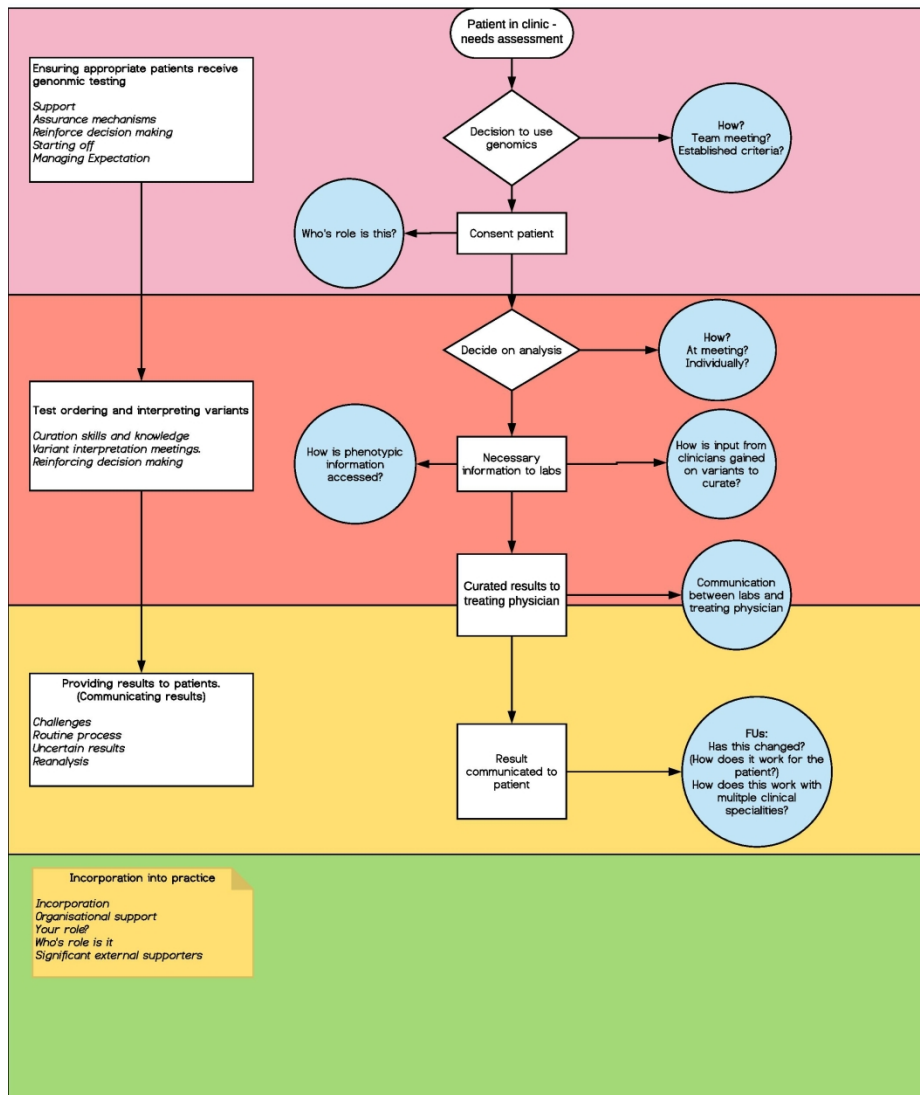 Patient in clinic -
needs assessment
Ensuring appropriate patients receive
genonmic testing
Support
Assurance mechanisms
Reinforce decision making
Starting off
Managing Expectation
Decision to use
genomics
How?
Team meeting?
Established criteria?
Who's role is this?
Consent patient
Decide on analysis
How?
At meeting?
Individually?
Test ordering and interpreting variants
Curation skills and knowledge
Variant interpretation meetings.
Reinforcing decision making
How is phenotypic
information
accessed?
Necessary
information to labs
How is input from
clinicians gained
on variants to
curate?
Curated results to
treating physician
Communication
between labs and
treating physician
Providing results to patients.
(Communicating results)
Challenges
Routine process
Uncertain results
Reanalysis
Result
communicated to
patient
FUs:
Has this changed?
(How does it work for the
patient?)
How does this work with
mulitple clinical
specialities?
Incorporation into practice
Incorporation
Organisational support
Your role?
Who's role is it
Significant external supporters